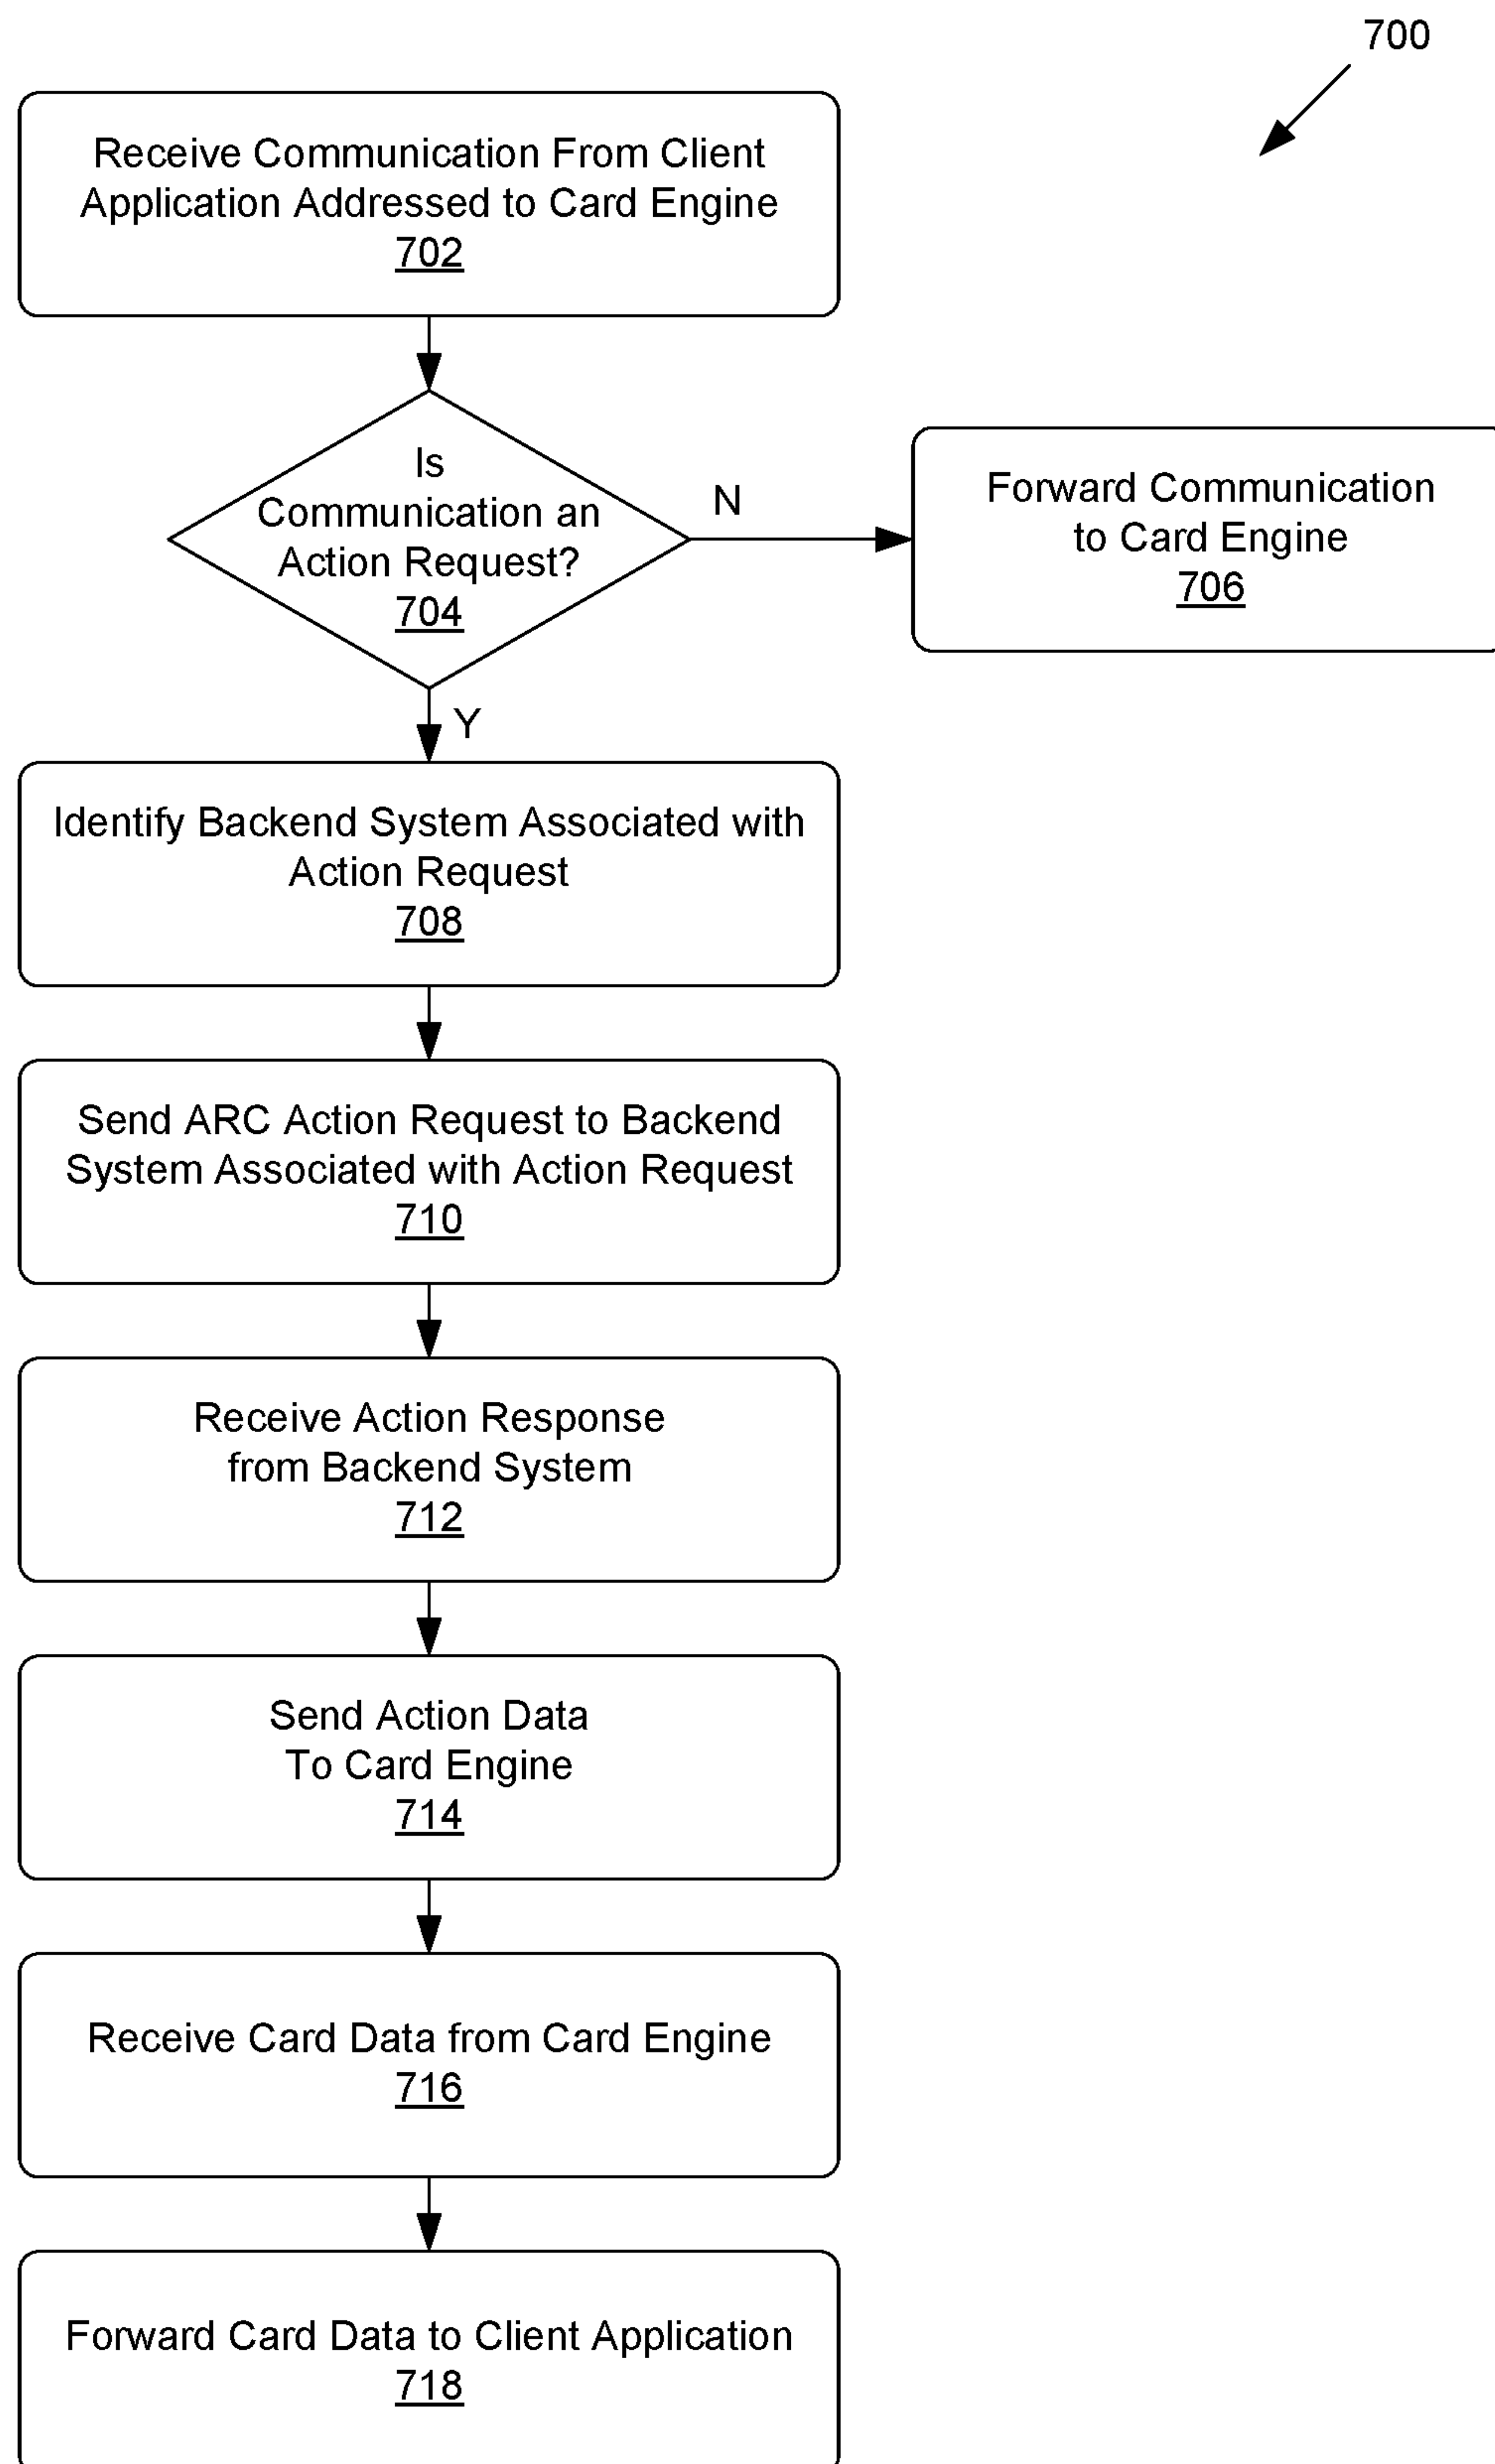 700
Receive Communication From Client
Application Addressed to Card Engine
702
Is
Communication an
Action Request?
704
N
Forward Communication
to Card Engine
706
Y
Identify Backend System Associated with
Action Request
708
Send ARC Action Request to Backend
System Associated with Action Request
710
Receive Action Response
from Backend System
712
Send Action Data
To Card Engine
714
Receive Card Data from Card Engine
716
Forward Card Data to Client Application
718